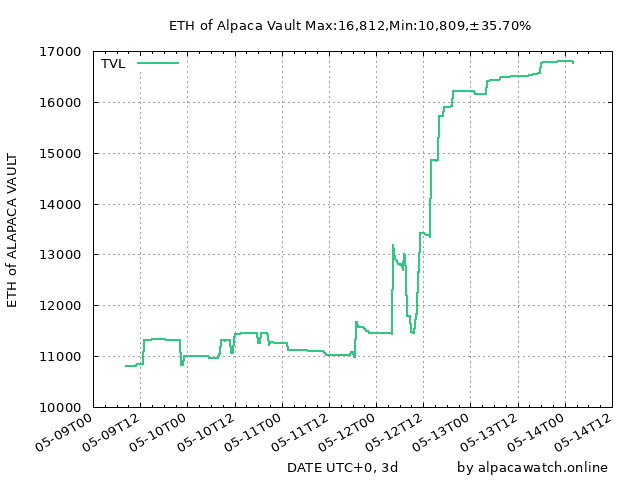 ETH of Alpaca Vault Max:16,812,Min:10,809,±35.70%
TVL
17000
16000
15000
14000
13000
12000
11000
10000
ETH of ALAPACA VAULT
05-09T00
05-09T12
05-10T00
05-10T12
05-11T00
05-11T12
05-12T00
05-12T12
05-13T00
05-13T12
05-14T00
05-14T12
DATE UTC+0, 3d
by alpacawatch.online